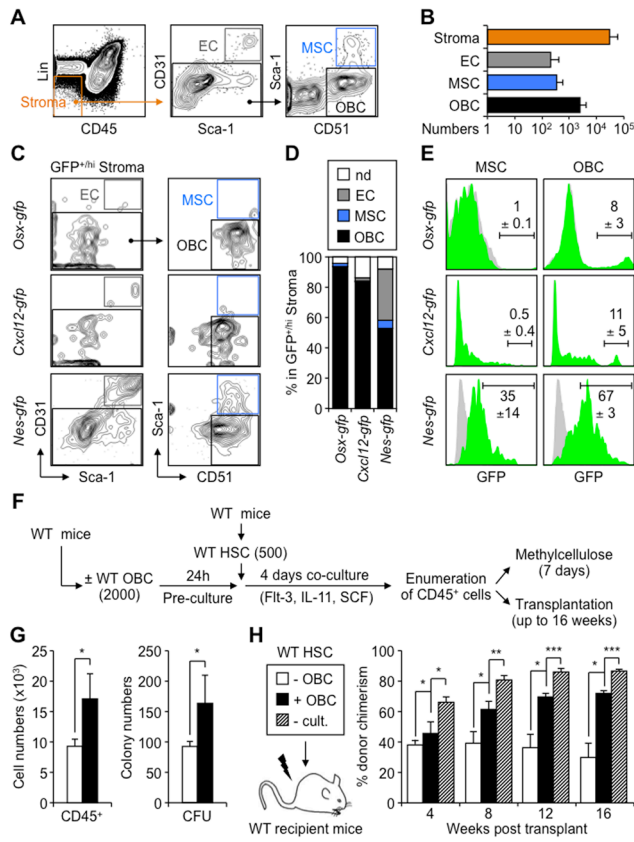 A
Lin
Stroma
CD45
CD31
EC
Sca-1
Sca-1
MSC
OBC
CD51
B
Stroma
EC
MSC
OBC
Numbers 1 10 10² 10³ 10⁴ 10⁵
C
GFP+/hi Stroma
EC
MSC
OBC
Osx-gfp
Cxcl12-gfp
Nes-gfp
CD31
Sca-1
Sca-1
CD51
D
nd
EC
MSC
OBC
% in GFP+/hi Stroma
100
80
60
40
20
0
Osx-gfp
Cxcl12-gfp
Nes-gfp
E
MSC OBC
Osx-gfp
1
± 0.1
8
± 3
Cxcl12-gfp
0.5
± 0.4
11
± 5
Nes-gfp
35
±14
67
± 3
GFP GFP
F
WT mice
WT mice
WT HSC (500)
± WT OBC
(2000)
24h
Pre-culture
4 days co-culture
(Flt-3, IL-11, SCF)
Enumeration
of CD45+ cells
Methylcellulose
(7 days)
Transplantation
(up to 16 weeks)
G
Cell numbers (x10³)
25
20
15
10
5
0
*
CD45+
Colony numbers
250
200
150
100
50
0
*
CFU
H
WT HSC
- OBC
+ OBC
- cult.
WT recipient mice
% donor chimerism
100
90
80
70
60
50
40
30
20
10
0
* *
* **
* ***
* ***
4 8 12 16
Weeks post transplant